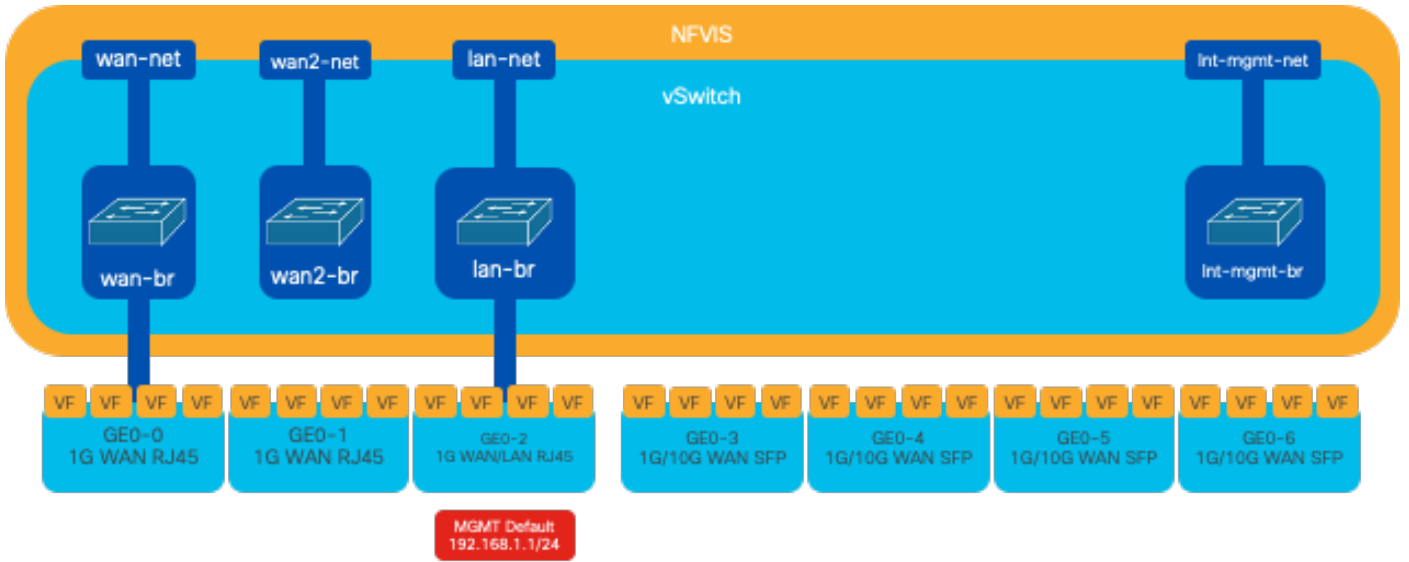 NFVIS
wan-net
wan2-net
lan-net
Int-mgmt-net
vSwitch
wan-br
wan2-br
lan-br
Int-mgmt-br
VF VF VF VF VF VF VF VF VF VF VF VF VF VF VF VF VF VF VF VF VF VF VF VF VF VF VF VF
GE0-0
1G WAN RJ45
GE0-1
1G WAN RJ45
GE0-2
1G WAN/LAN RJ45
GE0-3
1G/10G WAN SFP
GE0-4
1G/10G WAN SFP
GE0-5
1G/10G WAN SFP
GE0-6
1G/10G WAN SFP
MGMT Default
192.168.1.1/24